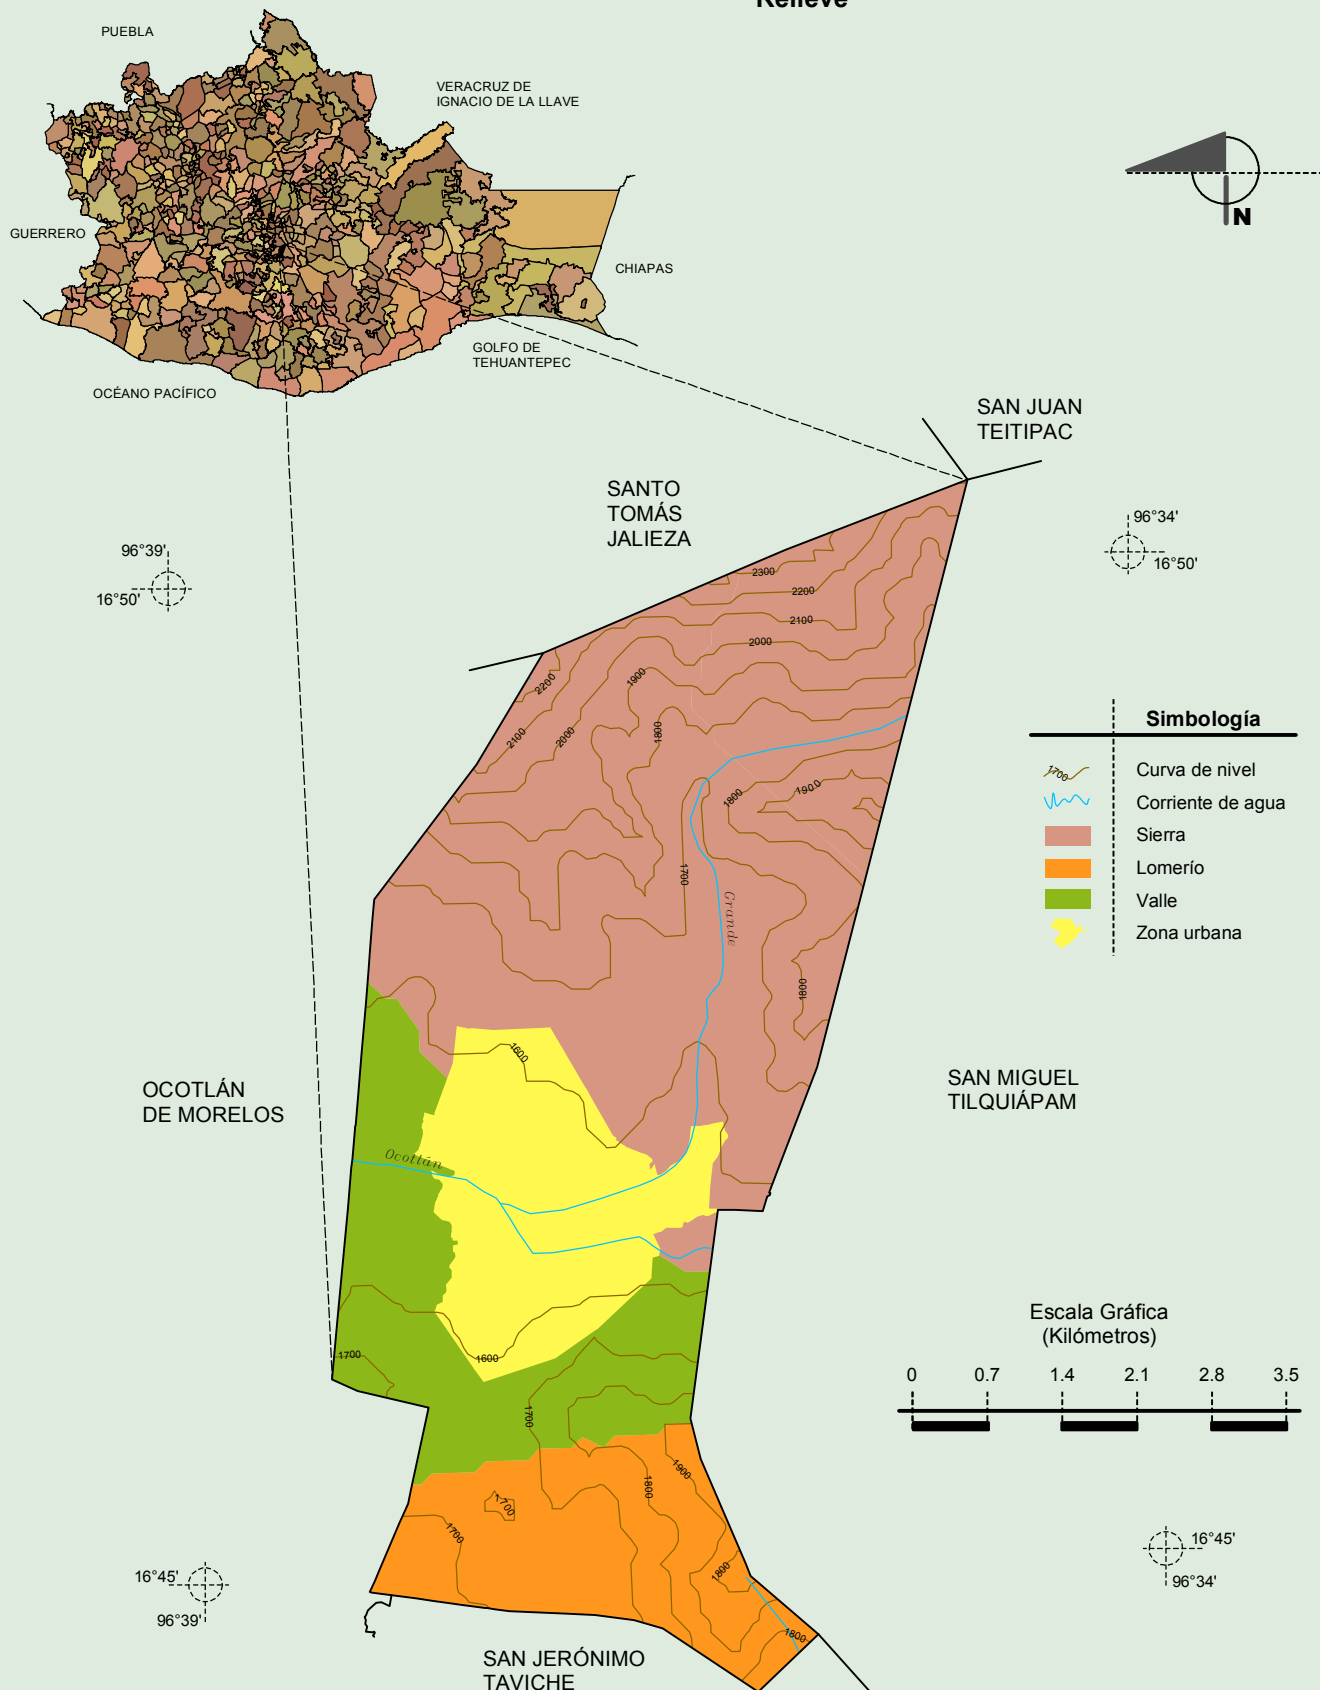 Relieve
PUEBLA
VERACRUZ DE
IGNACIO DE LA LLAVE
GUERRERO
CHIAPAS
GOLFO DE
TEHUANTEPEC
OCÉANO PACÍFICO
N
SAN JUAN
TEITIPAC
SANTO
TOMÁS
JALIEZA
96°39'
16°50'
96°34'
16°50'
2300
2200
2100
2000
1900
2200
2100
2000
1800
1800
1900
1700
Grande
1800
1600
Simbología
1700
Curva de nivel
Corriente de agua
Sierra
Lomerío
Valle
Zona urbana
OCOTLÁN
DE MORELOS
SAN MIGUEL
TILQUIÁPAM
Ocotlán
1700
1600
1700
1800
1900
1700
1700
1800
1800
Escala Gráfica
(Kilómetros)
0 0.7 1.4 2.1 2.8 3.5
16°45'
96°39'
16°45'
96°34'
SAN JERÓNIMO
TAVICHE